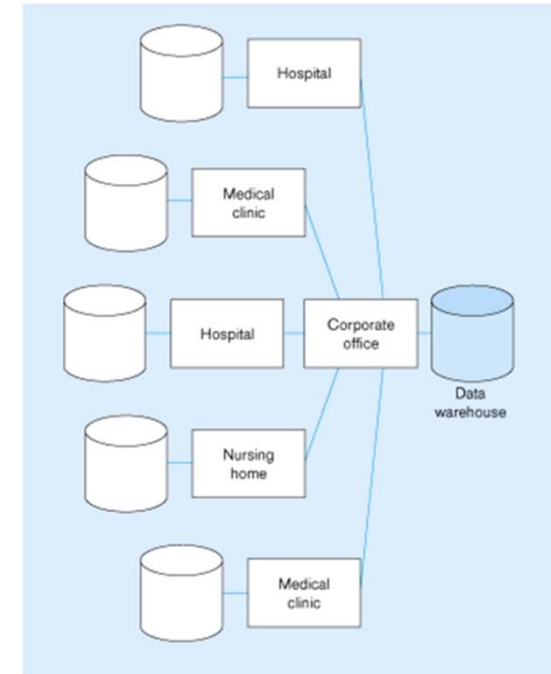 Hospital
Medical
clinic
Hospital
Corporate
office
Data
warehouse
Nursing
home
Medical
clinic